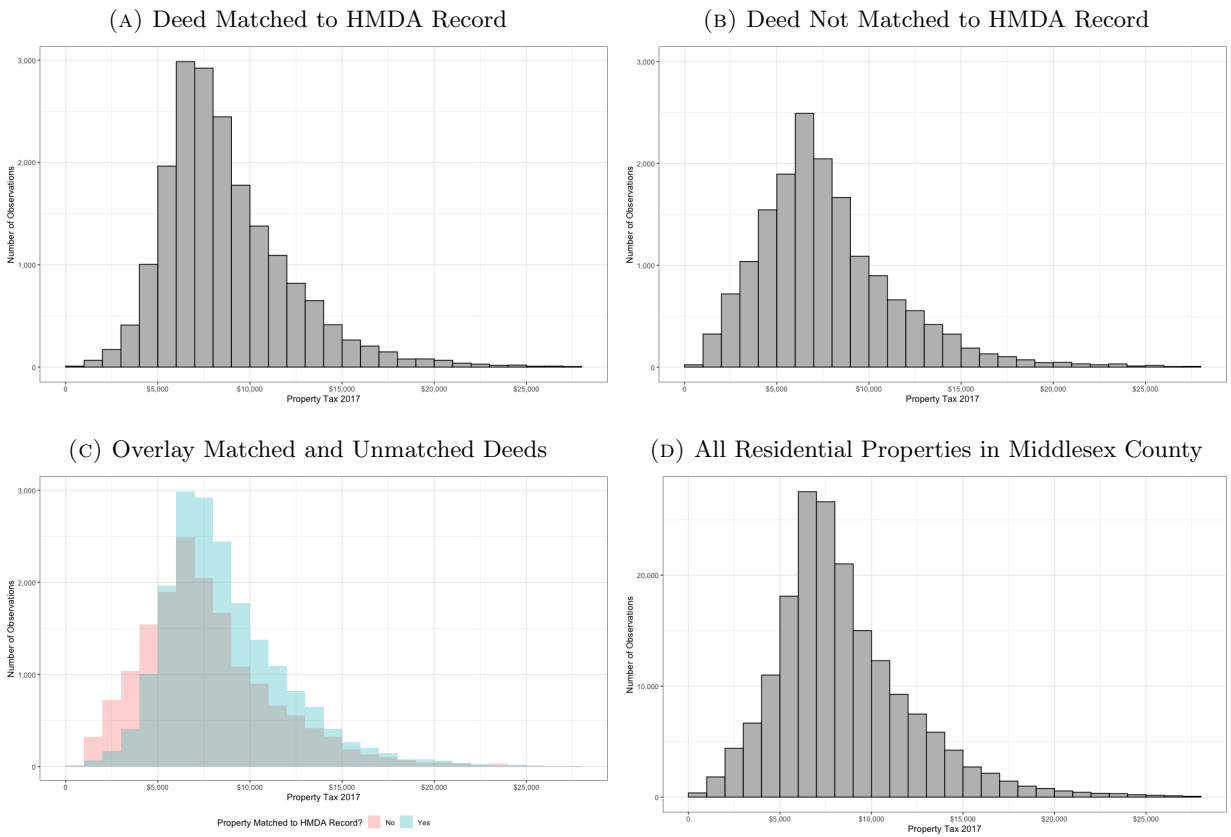 (A) Deed Matched to HMDA Record
3,000
2,000
1,000
0
Number of Observations
0 $5,000 $10,000 $15,000 $20,000 $25,000
Property Tax 2017
(B) Deed Not Matched to HMDA Record
3,000
2,000
1,000
0
Number of Observations
0 $5,000 $10,000 $15,000 $20,000 $25,000
Property Tax 2017
(C) Overlay Matched and Unmatched Deeds
3,000
2,000
1,000
0
Number of Observations
0 $5,000 $10,000 $15,000 $20,000 $25,000
Property Tax 2017
Property Matched to HMDA Record? No Yes
(D) All Residential Properties in Middlesex County
20,000
10,000
0
Number of Observations
0 $5,000 $10,000 $15,000 $20,000 $25,000
Property Tax 2017